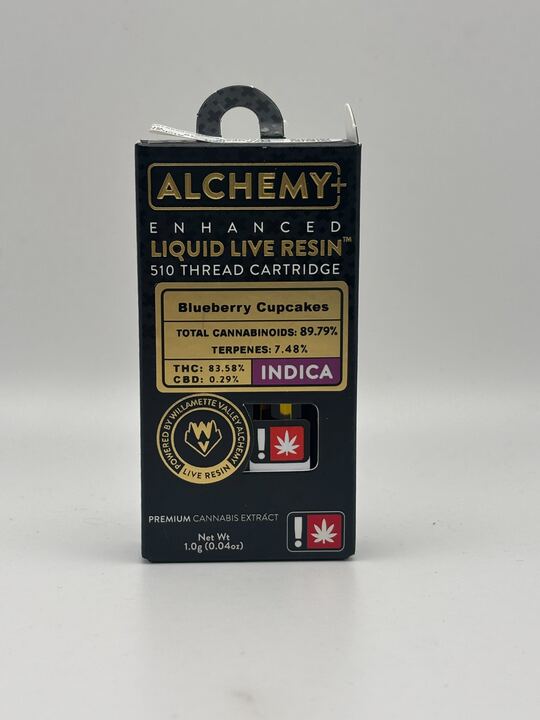 ALCHEMY+
ENHANCED
LIQUID LIVE RESIN™
510 THREAD CARTRIDGE
Blueberry Cupcakes
TOTAL CANNABINOIDS: 89.79%
TERPENES: 7.48%
THC: 83.58%
CBD: 0.29%
INDICA
POWERED BY WILLAMETTE VALLEY ALCHEMY
W
LIVE RESIN
!
PREMIUM CANNABIS EXTRACT
Net Wt
1.0g (0.04oz)
!